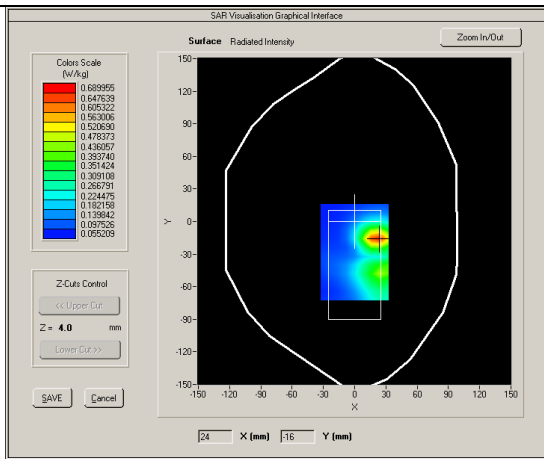 SAR Visualisation Graphical Interface
Surface Radiated Intensity
Zoom In/Out
Colors Scale
(W/kg)
0.689955
0.647639
0.605322
0.563006
0.520690
0.478373
0.436057
0.393740
0.351424
0.309108
0.266791
0.224475
0.182158
0.139842
0.097526
0.055209
Z-Cuts Control
<< Upper Cut
Z = 4.0 mm
Lower Cut >>
SAVE
Cancel
150
120
90
60
30
0
-30
-60
-90
-120
-150
Y
-150 -120 -90 -60 -30 0 30 60 90 120 150
X
24 X (mm) -16 Y (mm)